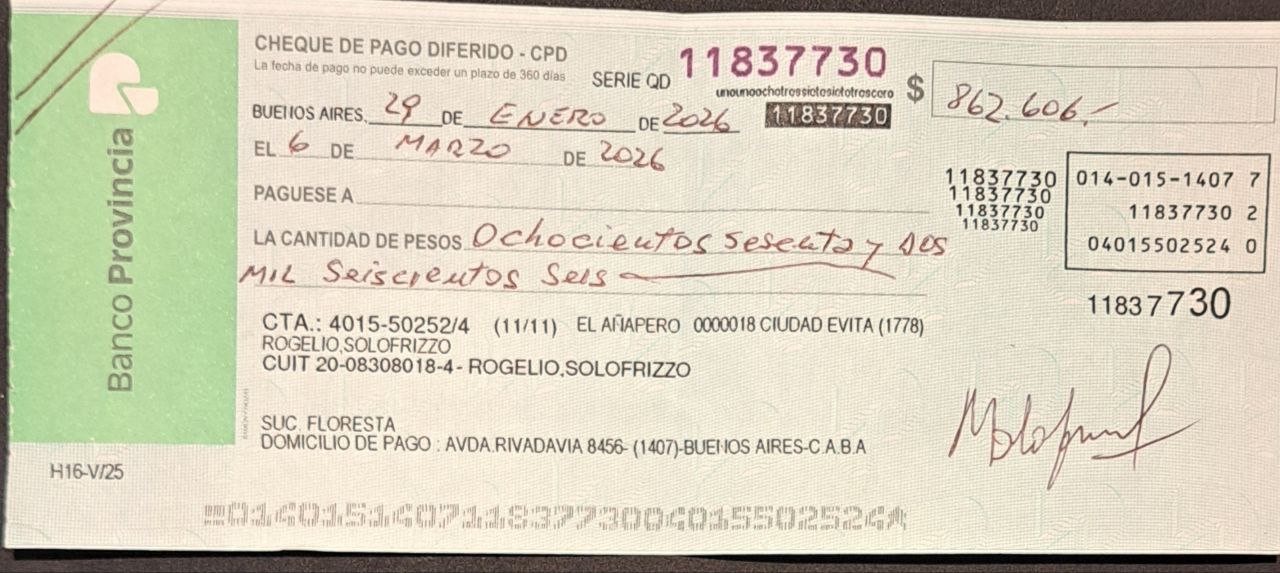 CHEQUE DE PAGO DIFERIDO - CPD
La fecha de pago no puede exceder un plazo de 360 días
SERIE QD 11837730
unounoochotressietesietetrescero
11837730
$ 862.606,-
BUENOS AIRES, 29 DE ENERO DE 2026
EL 6 DE MARZO DE 2026
PAGUESE A
11837730
11837730
11837730
11837730
014-015-1407 7
11837730 2
04015502524 0
11837730
LA CANTIDAD DE PESOS Ochocientos sesenta y dos
MIL Seiscientos Seis
CTA.: 4015-50252/4 (11/11) EL AÑAPERO 0000018 CIUDAD EVITA (1778)
ROGELIO,SOLOFRIZZO
CUIT 20-08308018-4 - ROGELIO,SOLOFRIZZO
SUC. FLORESTA
DOMICILIO DE PAGO : AVDA.RIVADAVIA 8456- (1407)-BUENOS AIRES-C.A.B.A
Banco Provincia
H16-V/25
01401514071183773004015502524